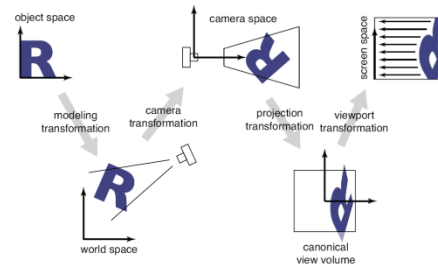 object space
R
modeling
transformation
camera
transformation
camera space
R
projection
transformation
viewport
transformation
screen space
R
world space
R
canonical
view volume
R